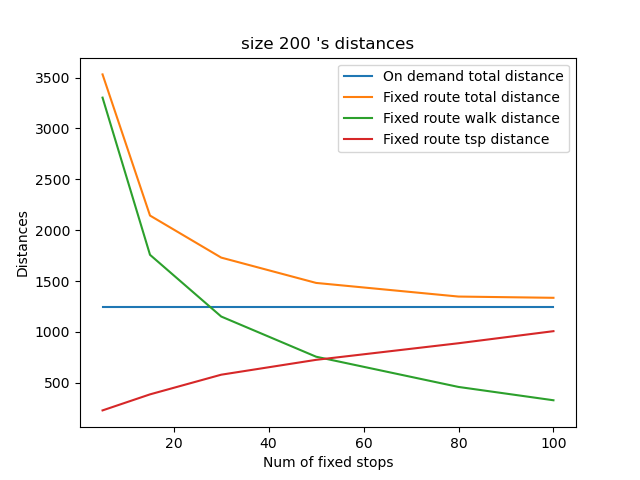 size 200 's distances
On demand total distance
Fixed route total distance
Fixed route walk distance
Fixed route tsp distance
Distances
3500
3000
2500
2000
1500
1000
500
20 40 60 80 100
Num of fixed stops